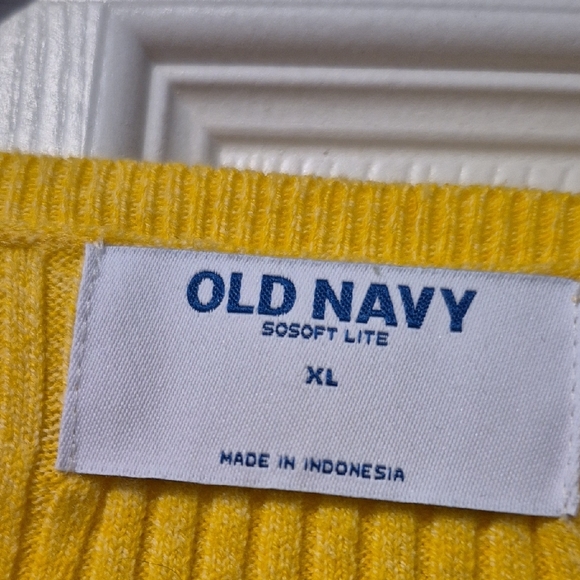 OLD NAVY
SOSOFT LITE
XL
MADE IN INDONESIA